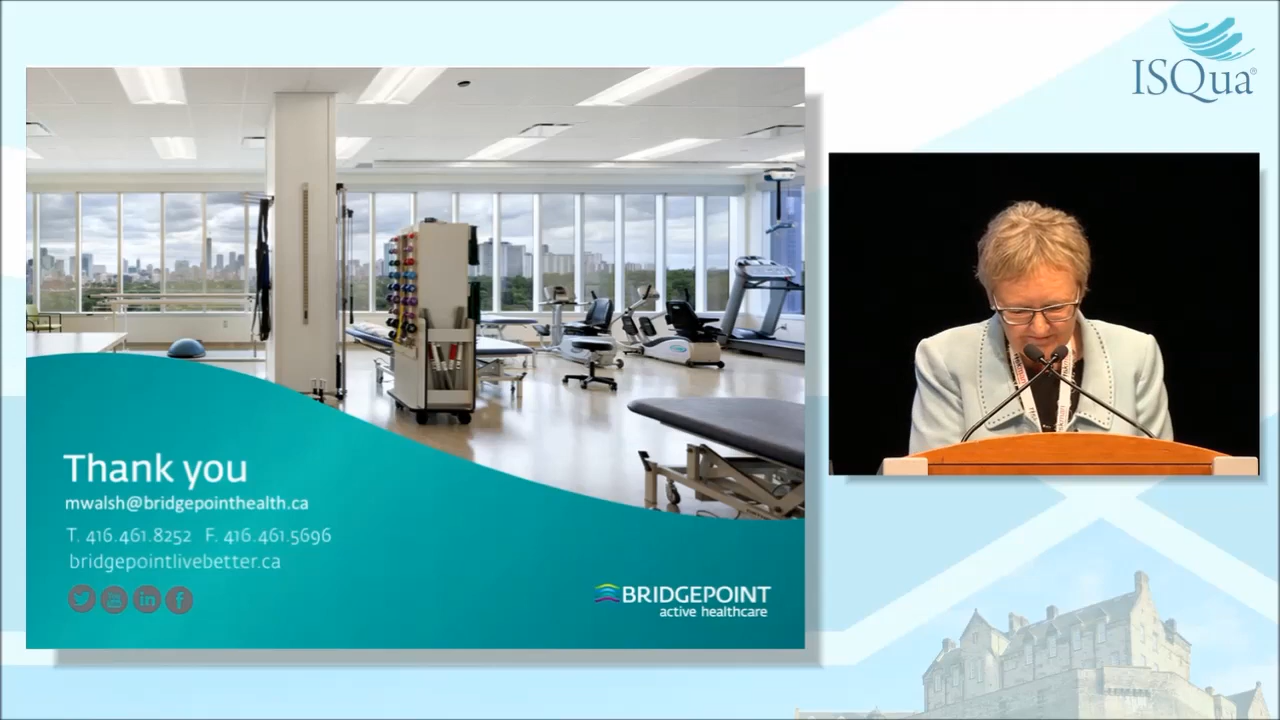 ISQua®
Thank you
mwalsh@bridgepointhealth.ca
T. 416.461.8252 F. 416.461.5696
bridgepointlivebetter.ca
BRIDGEPOINT
active healthcare